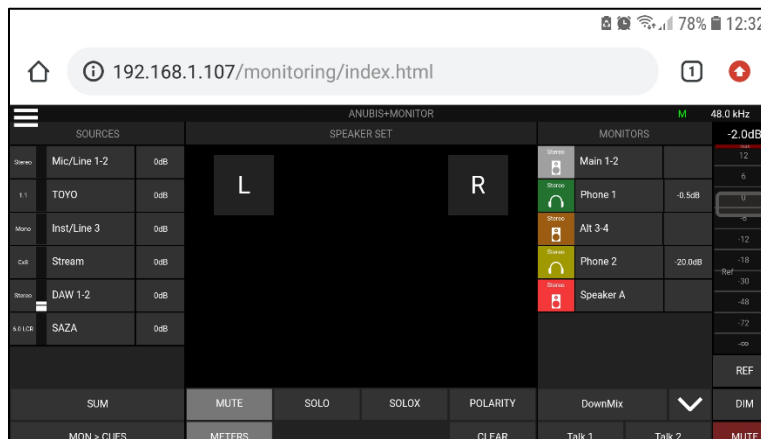 78% 12:32
192.168.1.107/monitoring/index.html 1
ANUBIS+MONITOR M 48.0 kHz
SOURCES SPEAKER SET MONITORS -2.0dB
Stereo Mic/Line 1-2 0dB
1.1 TOYO 0dB
Mono Inst/Line 3 0dB
Stream 0dB
Stereo DAW 1-2 0dB
5.0 LCR SAZA 0dB
L R
Stereo Main 1-2
Stereo Phone 1 -0.5dB
Stereo Alt 3-4
Stereo Phone 2 -20.0dB
Stereo Speaker A
12
6
0
-6
-12
-18
Ref
-30
-48
-72
-∞
REF
SUM MUTE SOLO SOLOX POLARITY DownMix DIM
MON > CUES METERS CLEAR Talk 1 Talk 2 MUTE